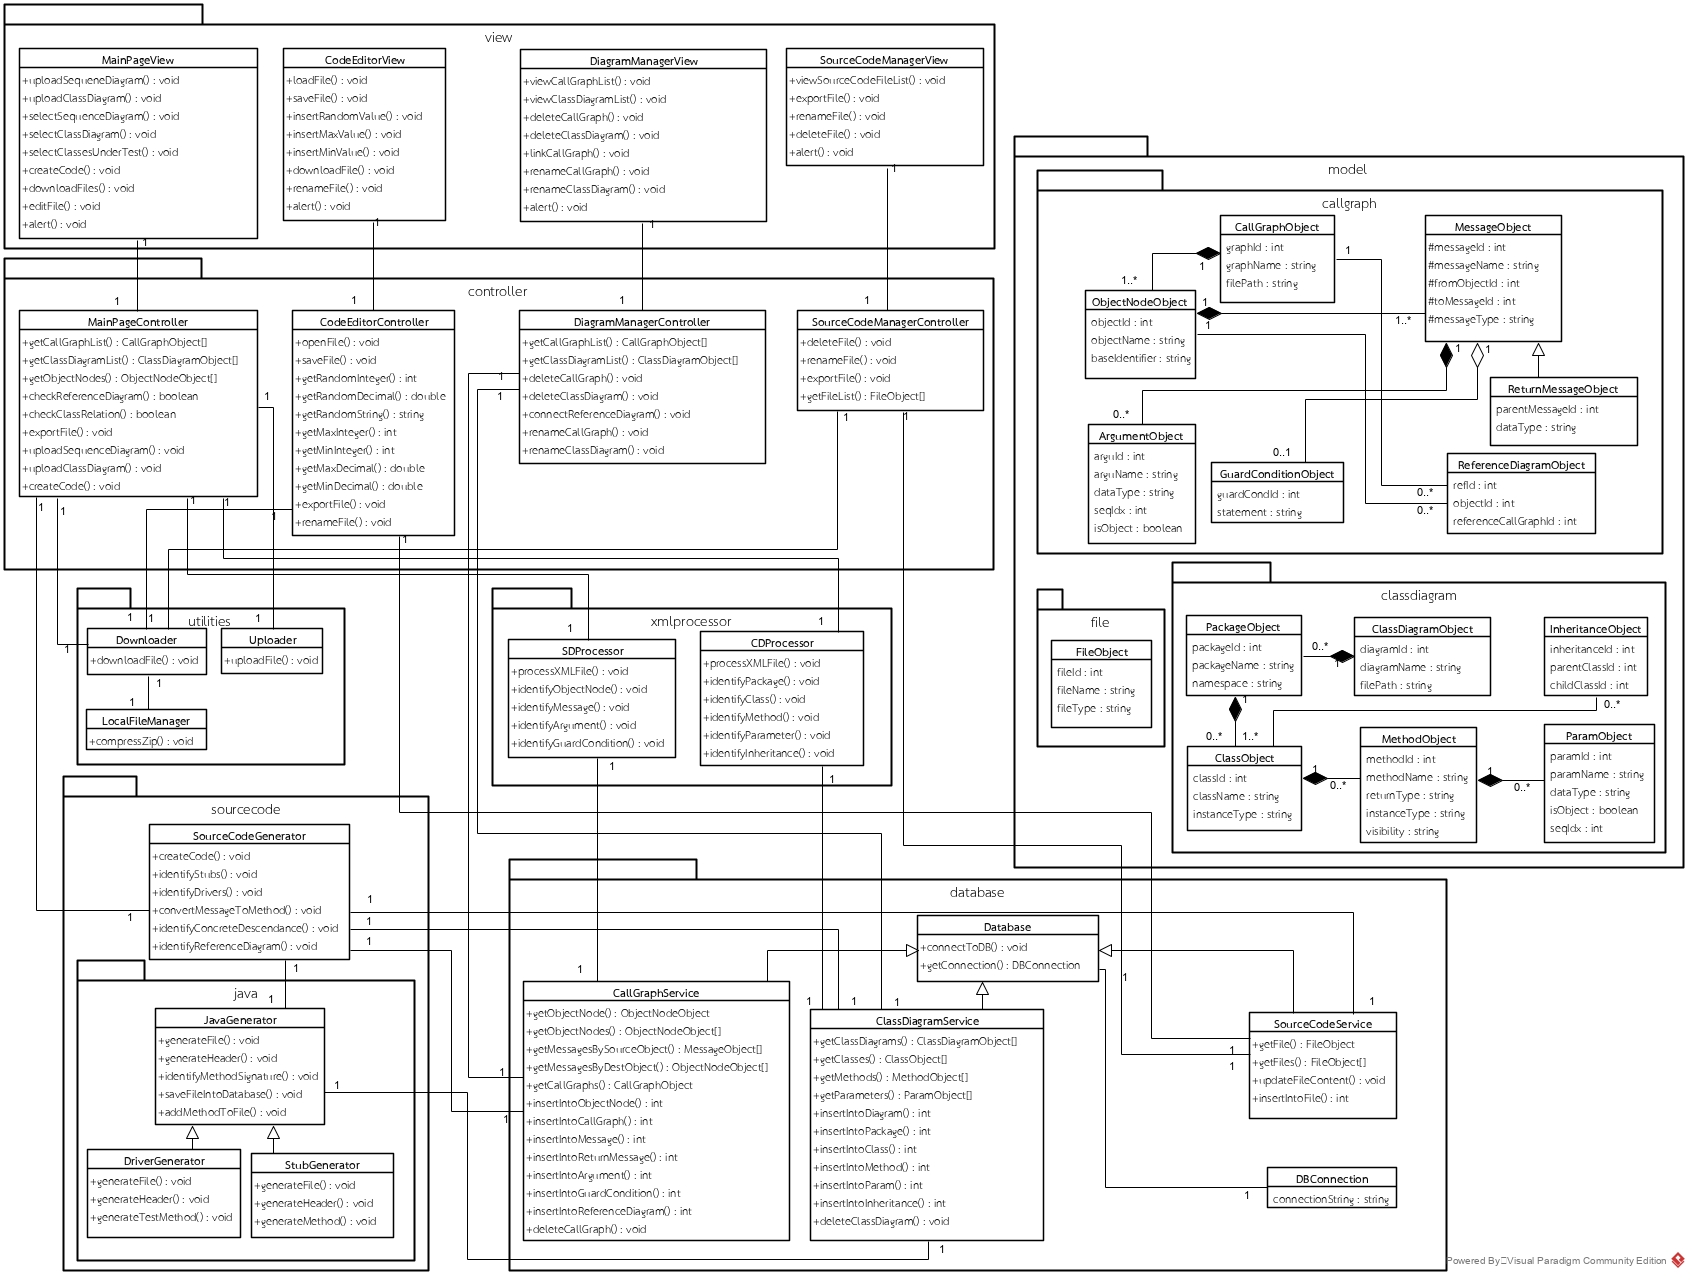 view
MainPageView
+uploadSequeneDiagram() : void
+uploadClassDiagram() : void
+selectSequenceDiagram() : void
+selectClassDiagram() : void
+selectClassesUnderTest() : void
+createCode() : void
+downloadFiles() : void
+editFile() : void
+alert() : void
CodeEditorView
+loadFile() : void
+saveFile() : void
+insertRandomValue() : void
+insertMaxValue() : void
+insertMinValue() : void
+downloadFile() : void
+renameFile() : void
+alert() : void
DiagramManagerView
+viewCallGraphList() : void
+viewClassDiagramList() : void
+deleteCallGraph() : void
+deleteClassDiagram() : void
+linkCallGraph() : void
+renameCallGraph() : void
+renameClassDiagram() : void
+alert() : void
SourceCodeManagerView
+viewSourceCodeFileList() : void
+exportFile() : void
+renameFile() : void
+deleteFile() : void
+alert() : void
1
1
1
1
controller
1
1
1
1
MainPageController
+getCallGraphList() : CallGraphObject[]
+getClassDiagramList() : ClassDiagramObject[]
+getObjectNodes() : ObjectNodeObject[]
+checkReferenceDiagram() : boolean
+checkClassRelation() : boolean
+exportFile() : void
+uploadSequenceDiagram() : void
+uploadClassDiagram() : void
+createCode() : void
CodeEditorController
+openFile() : void
+saveFile() : void
+getRandomInteger() : int
+getRandomDecimal() : double
+getRandomString() : string
+getMaxInteger() : int
+getMinInteger() : int
+getMaxDecimal() : double
+getMinDecimal() : double
+exportFile() : void
+renameFile() : void
DiagramManagerController
+getCallGraphList() : CallGraphObject[]
+getClassDiagramList() : ClassDiagramObject[]
+deleteCallGraph() : void
+deleteClassDiagram() : void
+connectReferenceDiagram() : void
+renameCallGraph() : void
+renameClassDiagram() : void
SourceCodeManagerController
+deleteFile() : void
+renameFile() : void
+exportFile() : void
+getFileList() : FileObject[]
1
1
1
1
1
1
1
1
1
1
1
utilities
1
1
1
1
Downloader
+downloadFile() : void
Uploader
+uploadFile() : void
1
1
LocalFileManager
+compressZip() : void
xmlprocessor
1
1
SDProcessor
+processXMLFile() : void
+identifyObjectNode() : void
+identifyMessage() : void
+identifyArgument() : void
+identifyGuardCondition() : void
CDProcessor
+processXMLFile() : void
+identifyPackage() : void
+identifyClass() : void
+identifyMethod() : void
+identifyParameter() : void
+identifyInheritance() : void
1
1
model
callgraph
CallGraphObject
graphId : int
graphName : string
filePath : string
MessageObject
#messageId : int
#messageName : string
#fromObjectId : int
#toMessageId : int
#messageType : string
1
1
1..*
ObjectNodeObject
objectId : int
objectName : string
baseIdentifier : string
1
1
1..*
1
1
ReturnMessageObject
parentMessageId : int
dataType : string
0..*
ArgumentObject
arguId : int
arguName : string
dataType : string
seqIdx : int
isObject : boolean
0..1
GuardConditionObject
guardCondId : int
statement : string
ReferenceDiagramObject
refId : int
objectId : int
referenceCallGraphId : int
0..*
0..*
file
FileObject
fileId : int
fileName : string
fileType : string
classdiagram
PackageObject
packageId : int
packageName : string
namespace : string
0..*
1
ClassDiagramObject
diagramId : int
diagramName : string
filePath : string
InheritanceObject
inheritanceId : int
parentClassId : int
childClassId : int
1
0..*
0..*
1..*
ClassObject
classId : int
className : string
instanceType : string
1
0..*
MethodObject
methodId : int
methodName : string
returnType : string
instanceType : string
visibility : string
1
0..*
ParamObject
paramId : int
paramName : string
dataType : string
isObject : boolean
seqIdx : int
sourcecode
SourceCodeGenerator
+createCode() : void
+identifyStubs() : void
+identifyDrivers() : void
+convertMessageToMethod() : void
+identifyConcreteDescendance() : void
+identifyReferenceDiagram() : void
1
1
1
1
1
1
java
JavaGenerator
+generateFile() : void
+generateHeader() : void
+identifyMethodSignature() : void
+saveFileIntoDatabase() : void
+addMethodToFile() : void
1
DriverGenerator
+generateFile() : void
+generateHeader() : void
+generateTestMethod() : void
StubGenerator
+generateFile() : void
+generateHeader() : void
+generateMethod() : void
database
Database
+connectToDB() : void
+getConnection() : DBConnection
1
1
1
1
1
1
CallGraphService
+getObjectNode() : ObjectNodeObject
+getObjectNodes() : ObjectNodeObject[]
+getMessagesBySourceObject() : MessageObject[]
+getMessagesByDestObject() : ObjectNodeObject[]
+getCallGraphs() : CallGraphObject
+insertIntoObjectNode() : int
+insertIntoCallGraph() : int
+insertIntoMessage() : int
+insertIntoReturnMessage() : int
+insertIntoArgument() : int
+insertIntoGuardCondition() : int
+insertIntoReferenceDiagram() : int
+deleteCallGraph() : void
1
1
ClassDiagramService
+getClassDiagrams() : ClassDiagramObject[]
+getClasses() : ClassObject[]
+getMethods() : MethodObject[]
+getParameters() : ParamObject[]
+insertIntoDiagram() : int
+insertIntoPackage() : int
+insertIntoClass() : int
+insertIntoMethod() : int
+insertIntoParam() : int
+insertIntoInheritance() : int
+deleteClassDiagram() : void
1
SourceCodeService
+getFile() : FileObject
+getFiles() : FileObject[]
+updateFileContent() : void
+insertIntoFile() : int
1
1
DBConnection
connectionString : string
1
Powered By Visual Paradigm Community Edition